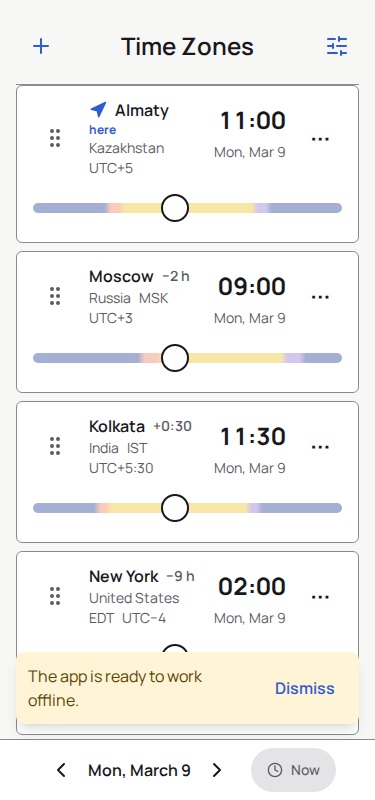 Time Zones
Almaty
here
Kazakhstan
UTC+5
11:00
Mon, Mar 9
Moscow −2 h
Russia MSK
UTC+3
09:00
Mon, Mar 9
Kolkata +0:30
India IST
UTC+5:30
11:30
Mon, Mar 9
New York −9 h
United States
EDT UTC−4
02:00
Mon, Mar 9
The app is ready to work
offline.
Dismiss
Mon, March 9
Now